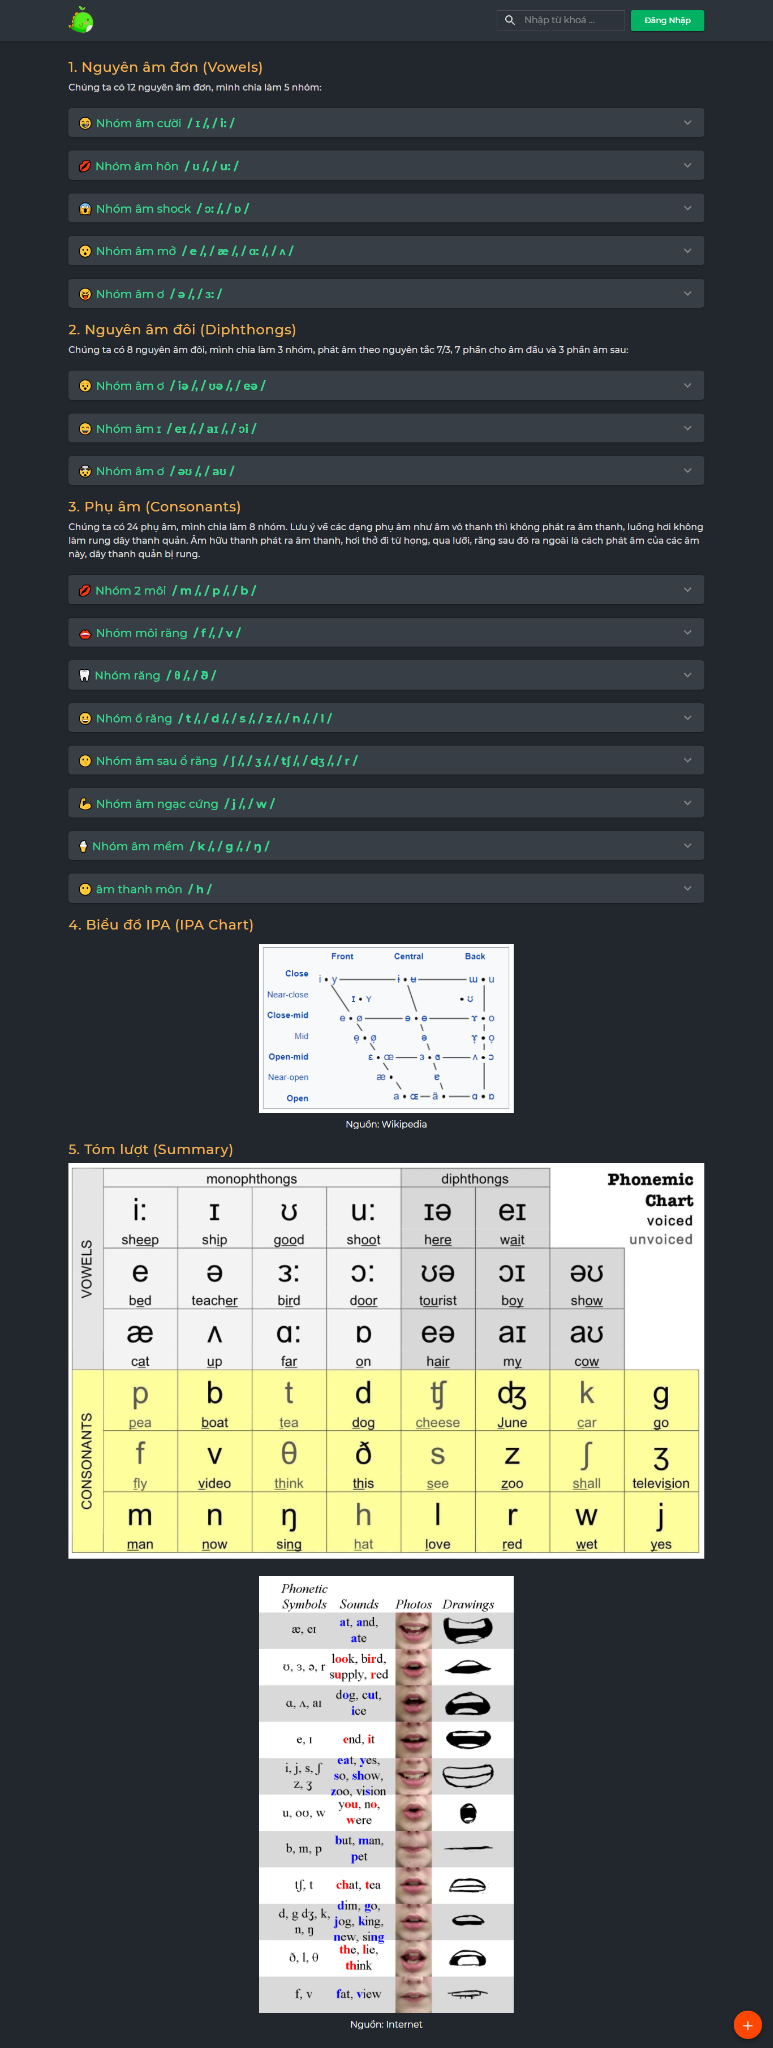 Nhập từ khoá ...
Đăng Nhập
1. Nguyên âm đơn (Vowels)
Chúng ta có 12 nguyên âm đơn, mình chia làm 5 nhóm:
Nhóm âm cười / ɪ /, / i: /
Nhóm âm hôn / ʊ /, / u: /
Nhóm âm shock / ɔ: /, / ɒ /
Nhóm âm mở / e /, / æ /, / ɑ: /, / ʌ /
Nhóm âm ơ / ə /, / ɜ: /
2. Nguyên âm đôi (Diphthongs)
Chúng ta có 8 nguyên âm đôi, mình chia làm 3 nhóm, phát âm theo nguyên tắc 7/3, 7 phần cho âm đầu và 3 phần âm sau:
Nhóm âm ơ / iə /, / ʊə /, / eə /
Nhóm âm ɪ / eɪ /, / aɪ /, / ɔi /
Nhóm âm ơ / əʊ /, / aʊ /
3. Phụ âm (Consonants)
Chúng ta có 24 phụ âm, mình chia làm 8 nhóm. Lưu ý về các dạng phụ âm như âm vô thanh thì không phát ra âm thanh, luồng hơi không
làm rung dây thanh quản. Âm hữu thanh phát ra âm thanh, hơi thở đi từ họng, qua lưỡi, răng sau đó ra ngoài là cách phát âm của các âm
này, dây thanh quản bị rung.
Nhóm 2 môi / m /, / p /, / b /
Nhóm môi răng / f /, / v /
Nhóm răng / θ /, / ð /
Nhóm ổ răng / t /, / d /, / s /, / z /, / n /, / l /
Nhóm âm sau ổ răng / ʃ /, / ʒ /, / tʃ /, / dʒ /, / r /
Nhóm âm ngạc cứng / j /, / w /
Nhóm âm mềm / k /, / g /, / ŋ /
âm thanh môn / h /
4. Biểu đồ IPA (IPA Chart)
Front Central Back
Close i • y ɨ • ʉ ɯ • u
Near-close ɪ • ʏ • ʊ
Close-mid e • ø ɘ • ɵ ɤ • o
Mid e̞ • ø̞ ə ɤ̞ • o̞
Open-mid ɛ • œ ɜ • ɞ ʌ • ɔ
Near-open æ • ɐ
Open a • ɶ ä • ɑ • ɒ
Nguồn: Wikipedia
5. Tóm lượt (Summary)
monophthongs diphthongs Phonemic
Chart
voiced
unvoiced
VOWELS
i: ɪ ʊ u: ɪə eɪ
sheep ship good shoot here wait
e ə ɜ: ɔ: ʊə ɔɪ əʊ
bed teacher bird door tourist boy show
æ ʌ ɑ: ɒ eə aɪ aʊ
cat up far on hair my cow
CONSONANTS
p b t d ʧ ʤ k g
pea boat tea dog cheese June car go
f v θ ð s z ʃ ʒ
fly video think this see zoo shall television
m n ŋ h l r w j
man now sing hat love red wet yes
Phonetic
Symbols Sounds Photos Drawings
æ, eɪ at, and,
ate
ʊ, ɜ, ə, r look, bird,
supply, red
ɑ, ʌ, aɪ dog, cut,
ice
e, ɪ end, it
i, j, s, ʃ eat, yes,
z, ʒ so, show,
zoo, vision
u, oʊ, w you, no,
were
b, m, p but, man,
pet
tʃ, t chat, tea
d, g dʒ, k, dim, go,
n, ŋ jog, king,
new, sing
ð, l, θ the, lie,
think
f, v fat, view
Nguồn: Internet